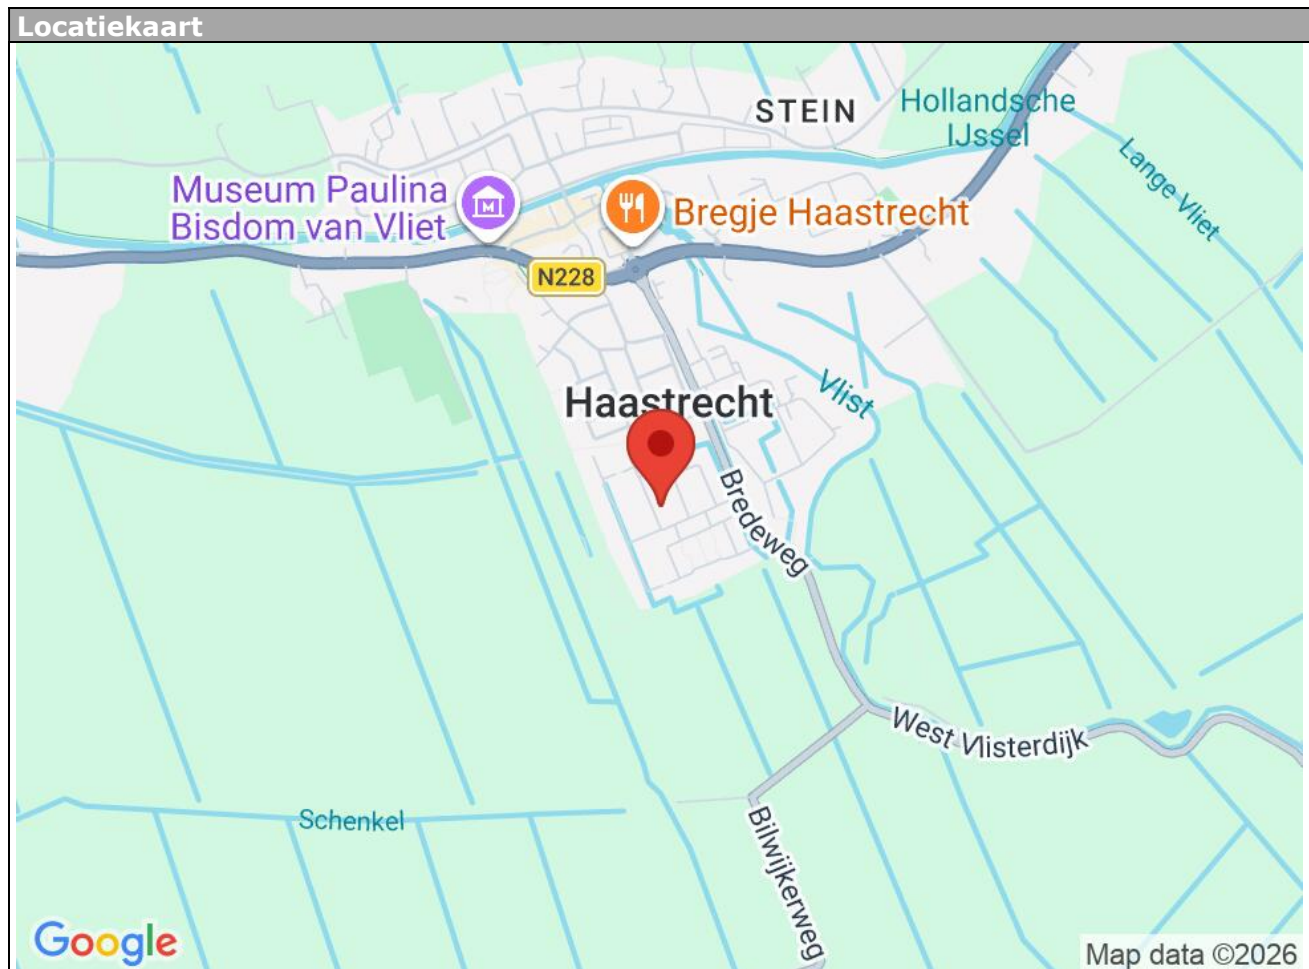 Locatiekaart
STEIN
Hollandsche
IJssel
Lange Vliet
Museum Paulina
Bisdom van Vliet
Bregje Haastrecht
N228
Vlist
Haastrecht
Bredeweg
West Vlisterdijk
Schenkel
Bilwijkerweg
Google
Map data ©2026